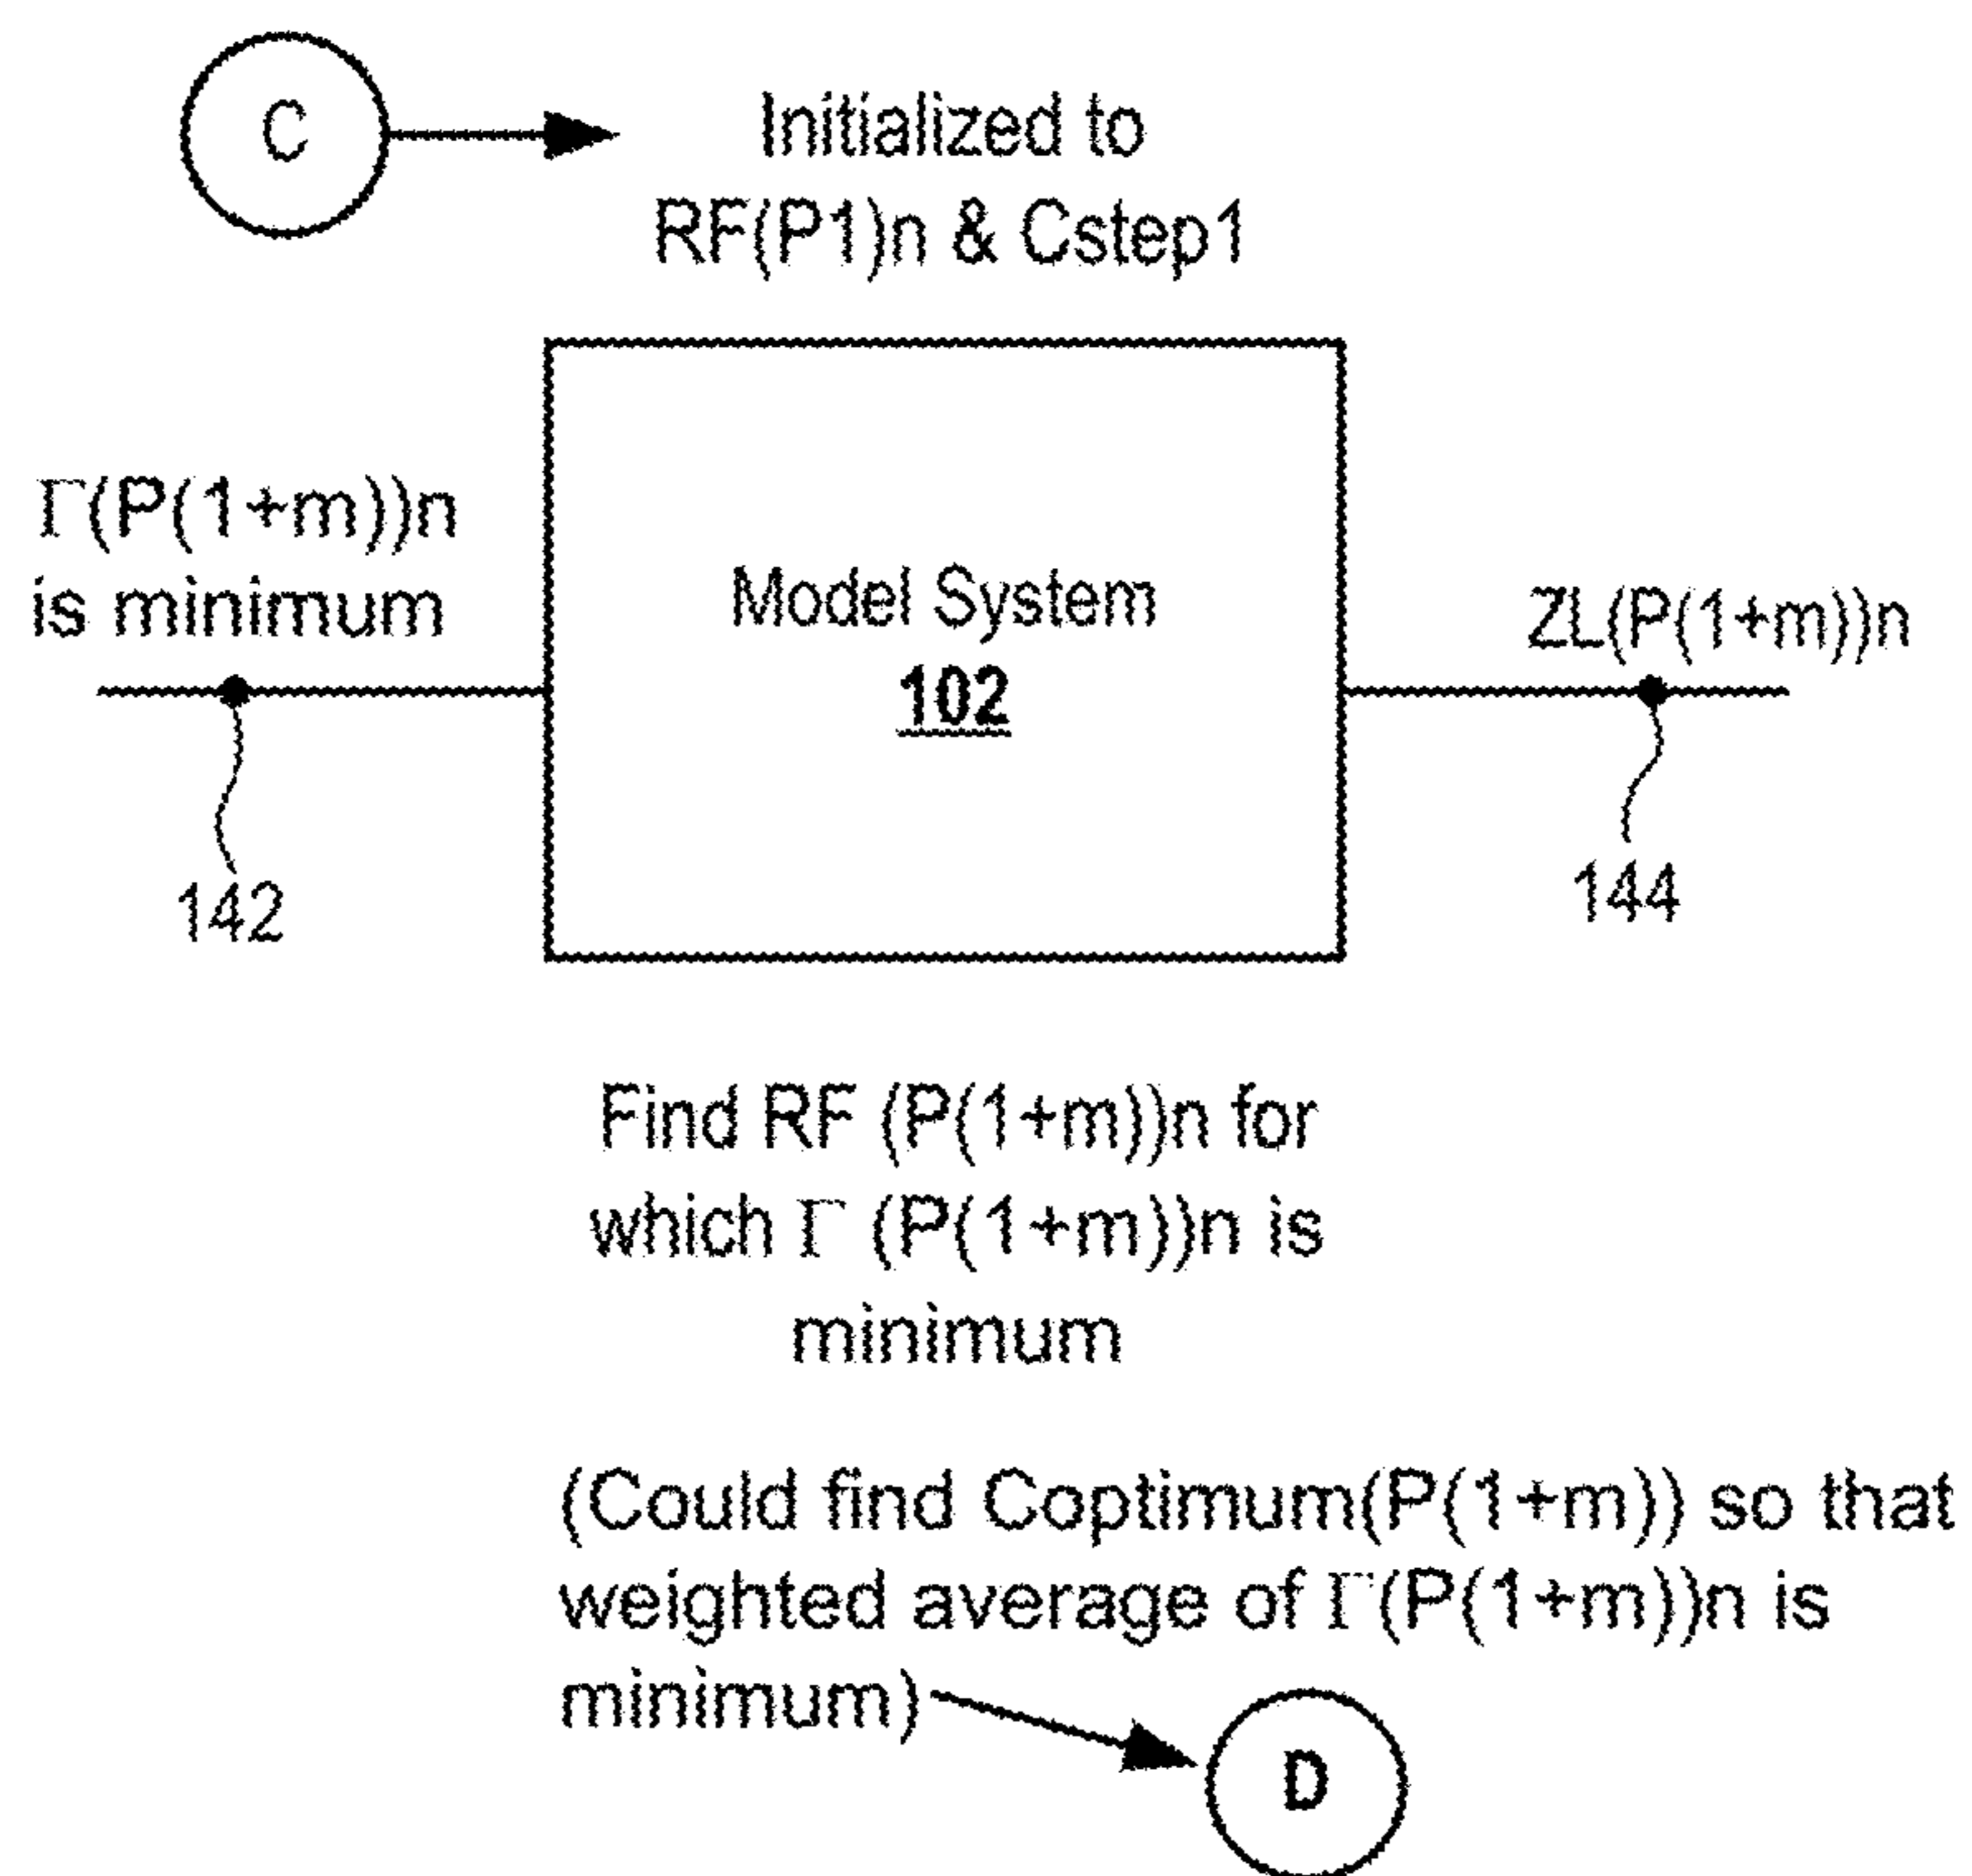 C
Initialized to
RF(P1)n & Cstep1
Γ(P(1+m))n
is minimum
Model System
102
ZL(P(1+m))n
142
144
Find RF (P(1+m))n for
which Γ (P(1+m))n is
minimum
(Could find Coptimum(P(1+m)) so that
weighted average of Γ(P(1+m))n is
minimum)
D